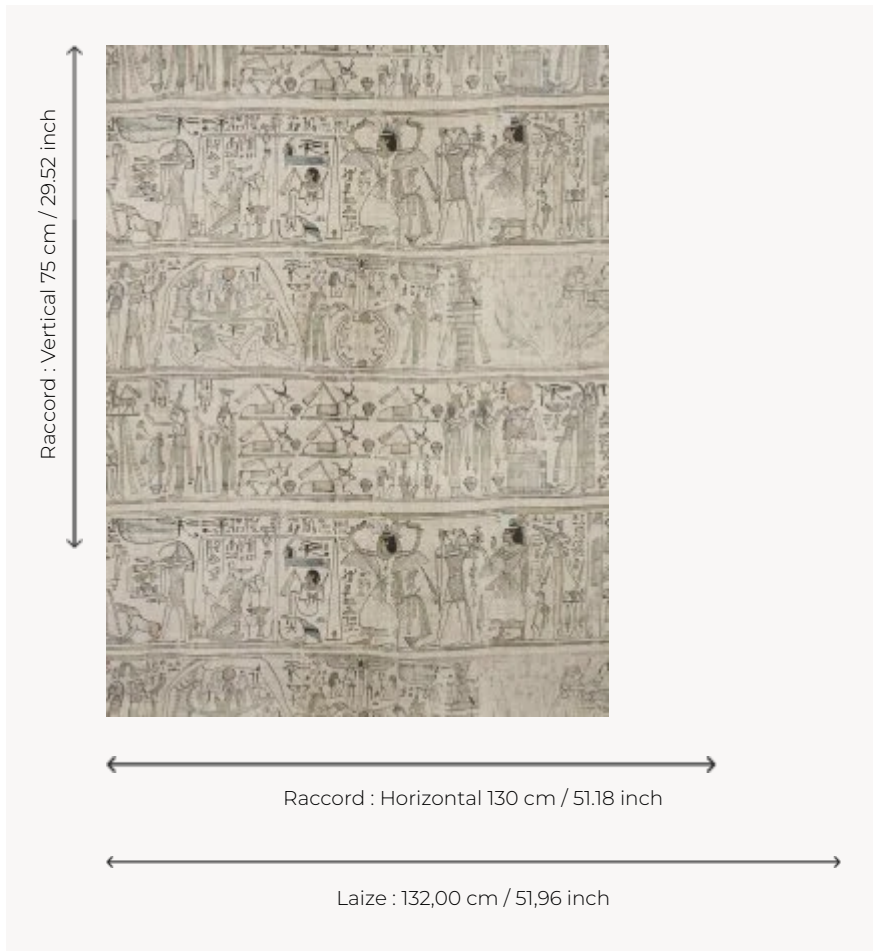 Raccord : Vertical 75 cm / 29.52 inch
Raccord : Horizontal 130 cm / 51.18 inch
Laize : 132,00 cm / 51,96 inch